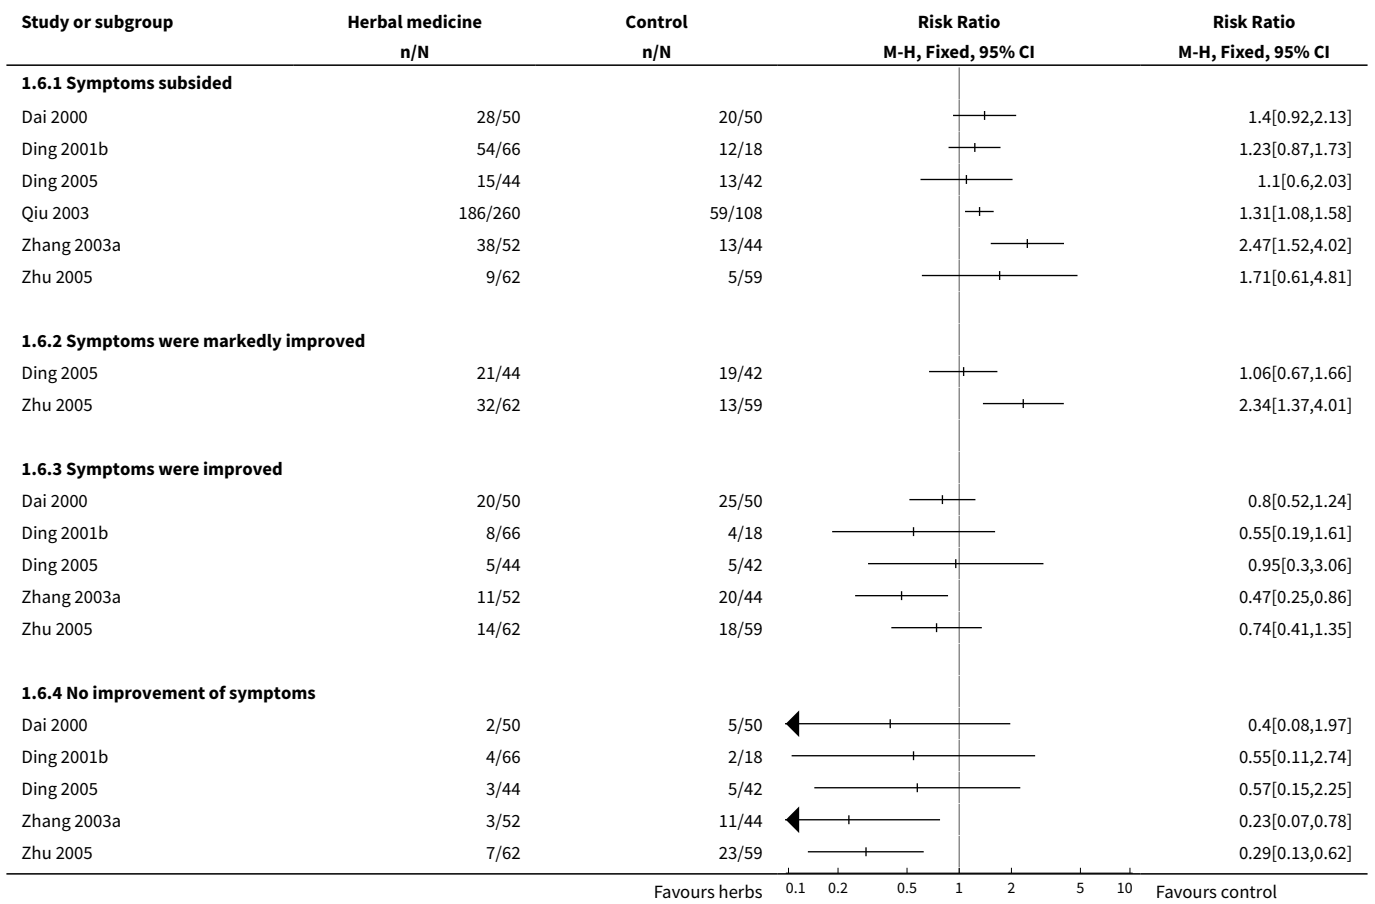 Study or subgroup Herbal medicine Control Risk Ratio Risk Ratio
n/N n/N M-H, Fixed, 95% CI M-H, Fixed, 95% CI
1.6.1 Symptoms subsided
Dai 2000 28/50 20/50 1.4[0.92,2.13]
Ding 2001b 54/66 12/18 1.23[0.87,1.73]
Ding 2005 15/44 13/42 1.1[0.6,2.03]
Qiu 2003 186/260 59/108 1.31[1.08,1.58]
Zhang 2003a 38/52 13/44 2.47[1.52,4.02]
Zhu 2005 9/62 5/59 1.71[0.61,4.81]
1.6.2 Symptoms were markedly improved
Ding 2005 21/44 19/42 1.06[0.67,1.66]
Zhu 2005 32/62 13/59 2.34[1.37,4.01]
1.6.3 Symptoms were improved
Dai 2000 20/50 25/50 0.8[0.52,1.24]
Ding 2001b 8/66 4/18 0.55[0.19,1.61]
Ding 2005 5/44 5/42 0.95[0.3,3.06]
Zhang 2003a 11/52 20/44 0.47[0.25,0.86]
Zhu 2005 14/62 18/59 0.74[0.41,1.35]
1.6.4 No improvement of symptoms
Dai 2000 2/50 5/50 0.4[0.08,1.97]
Ding 2001b 4/66 2/18 0.55[0.11,2.74]
Ding 2005 3/44 5/42 0.57[0.15,2.25]
Zhang 2003a 3/52 11/44 0.23[0.07,0.78]
Zhu 2005 7/62 23/59 0.29[0.13,0.62]
Favours herbs 0.1 0.2 0.5 1 2 5 10 Favours control